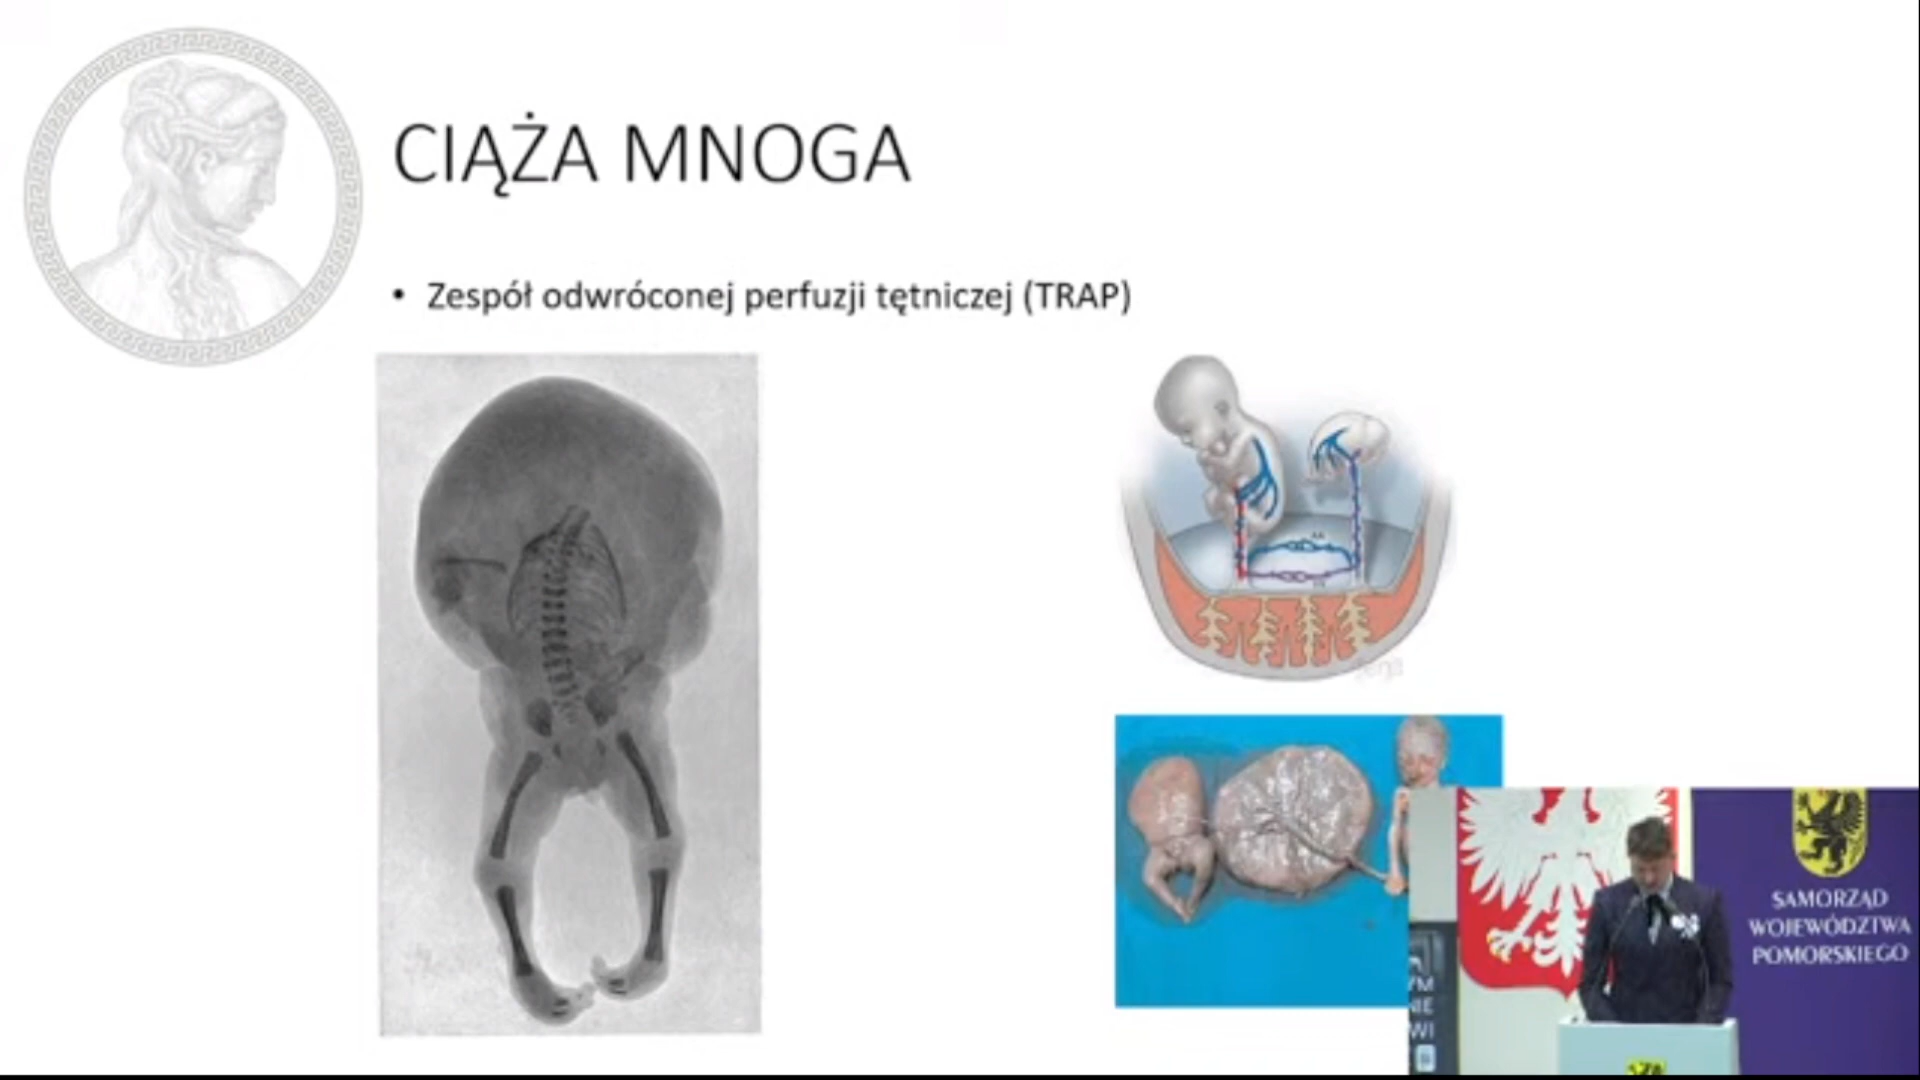 CIĄŻA MNOGA
• Zespół odwróconej perfuzji tętniczej (TRAP)
SAMORZĄD
WOJEWÓDZTWA
POMORSKIEGO